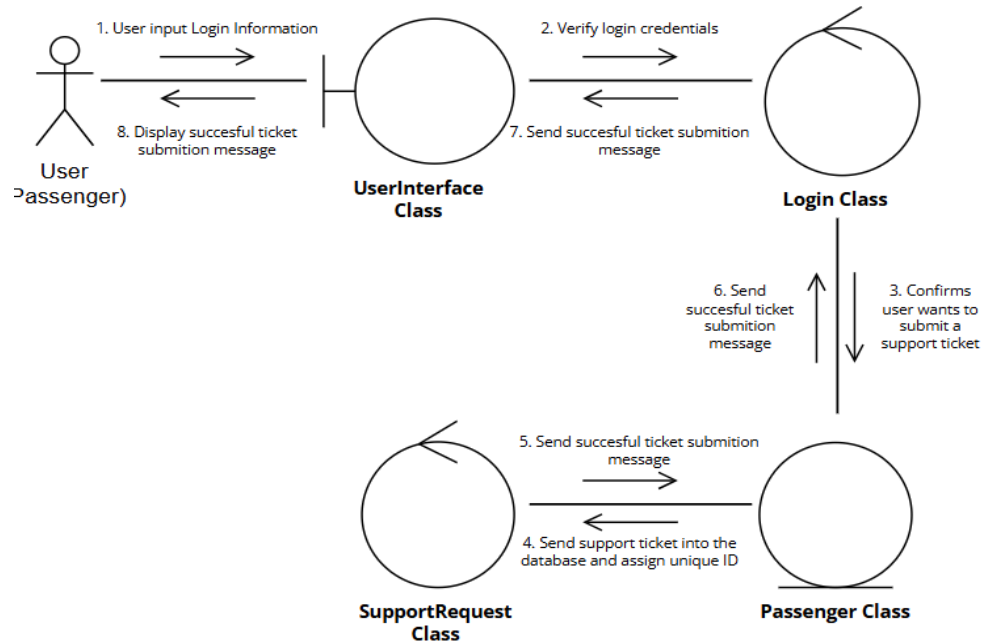 1. User input Login Information
2. Verify login credentials
8. Display succesful ticket
submition message
7. Send succesful ticket submition
message
User
Passenger)
UserInterface
Class
Login Class
6. Send
succesful ticket
submition
message
3. Confirms
user wants to
submit a
support ticket
5. Send succesful ticket submition
message
4. Send support ticket into the
database and assign unique ID
SupportRequest
Class
Passenger Class